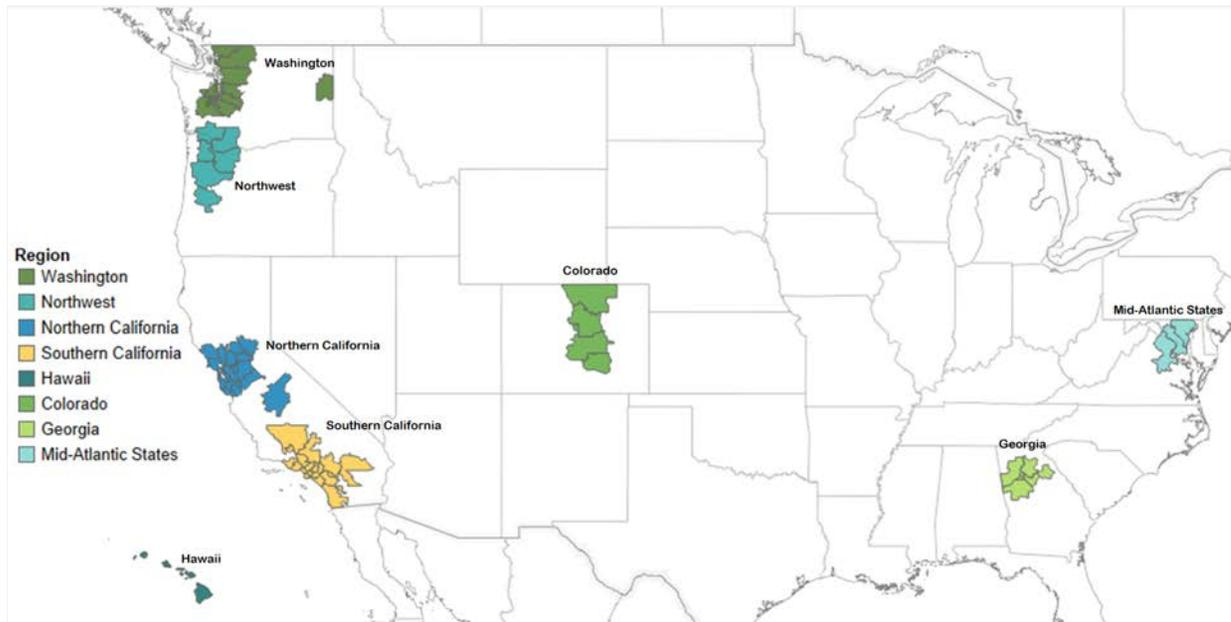 Washington
Northwest
Region
Washington
Northwest
Northern California
Southern California
Hawaii
Colorado
Georgia
Mid-Atlantic States
Colorado
Mid-Atlantic States
Northern California
Southern California
Georgia
Hawaii